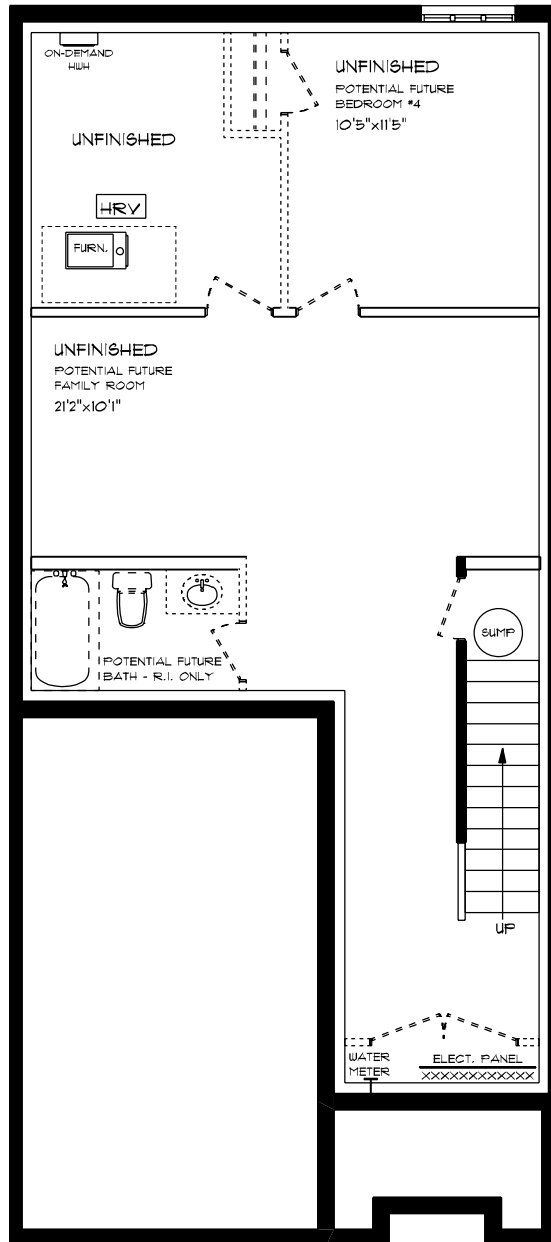 ON-DEMAND
HWH
UNFINISHED
POTENTIAL FUTURE
BEDROOM #4
10'5"x11'5"
UNFINISHED
HRV
FURN.
UNFINISHED
POTENTIAL FUTURE
FAMILY ROOM
21'2"x10'1"
SUMP
POTENTIAL FUTURE
BATH - R.I. ONLY
UP
WATER
METER
ELECT. PANEL